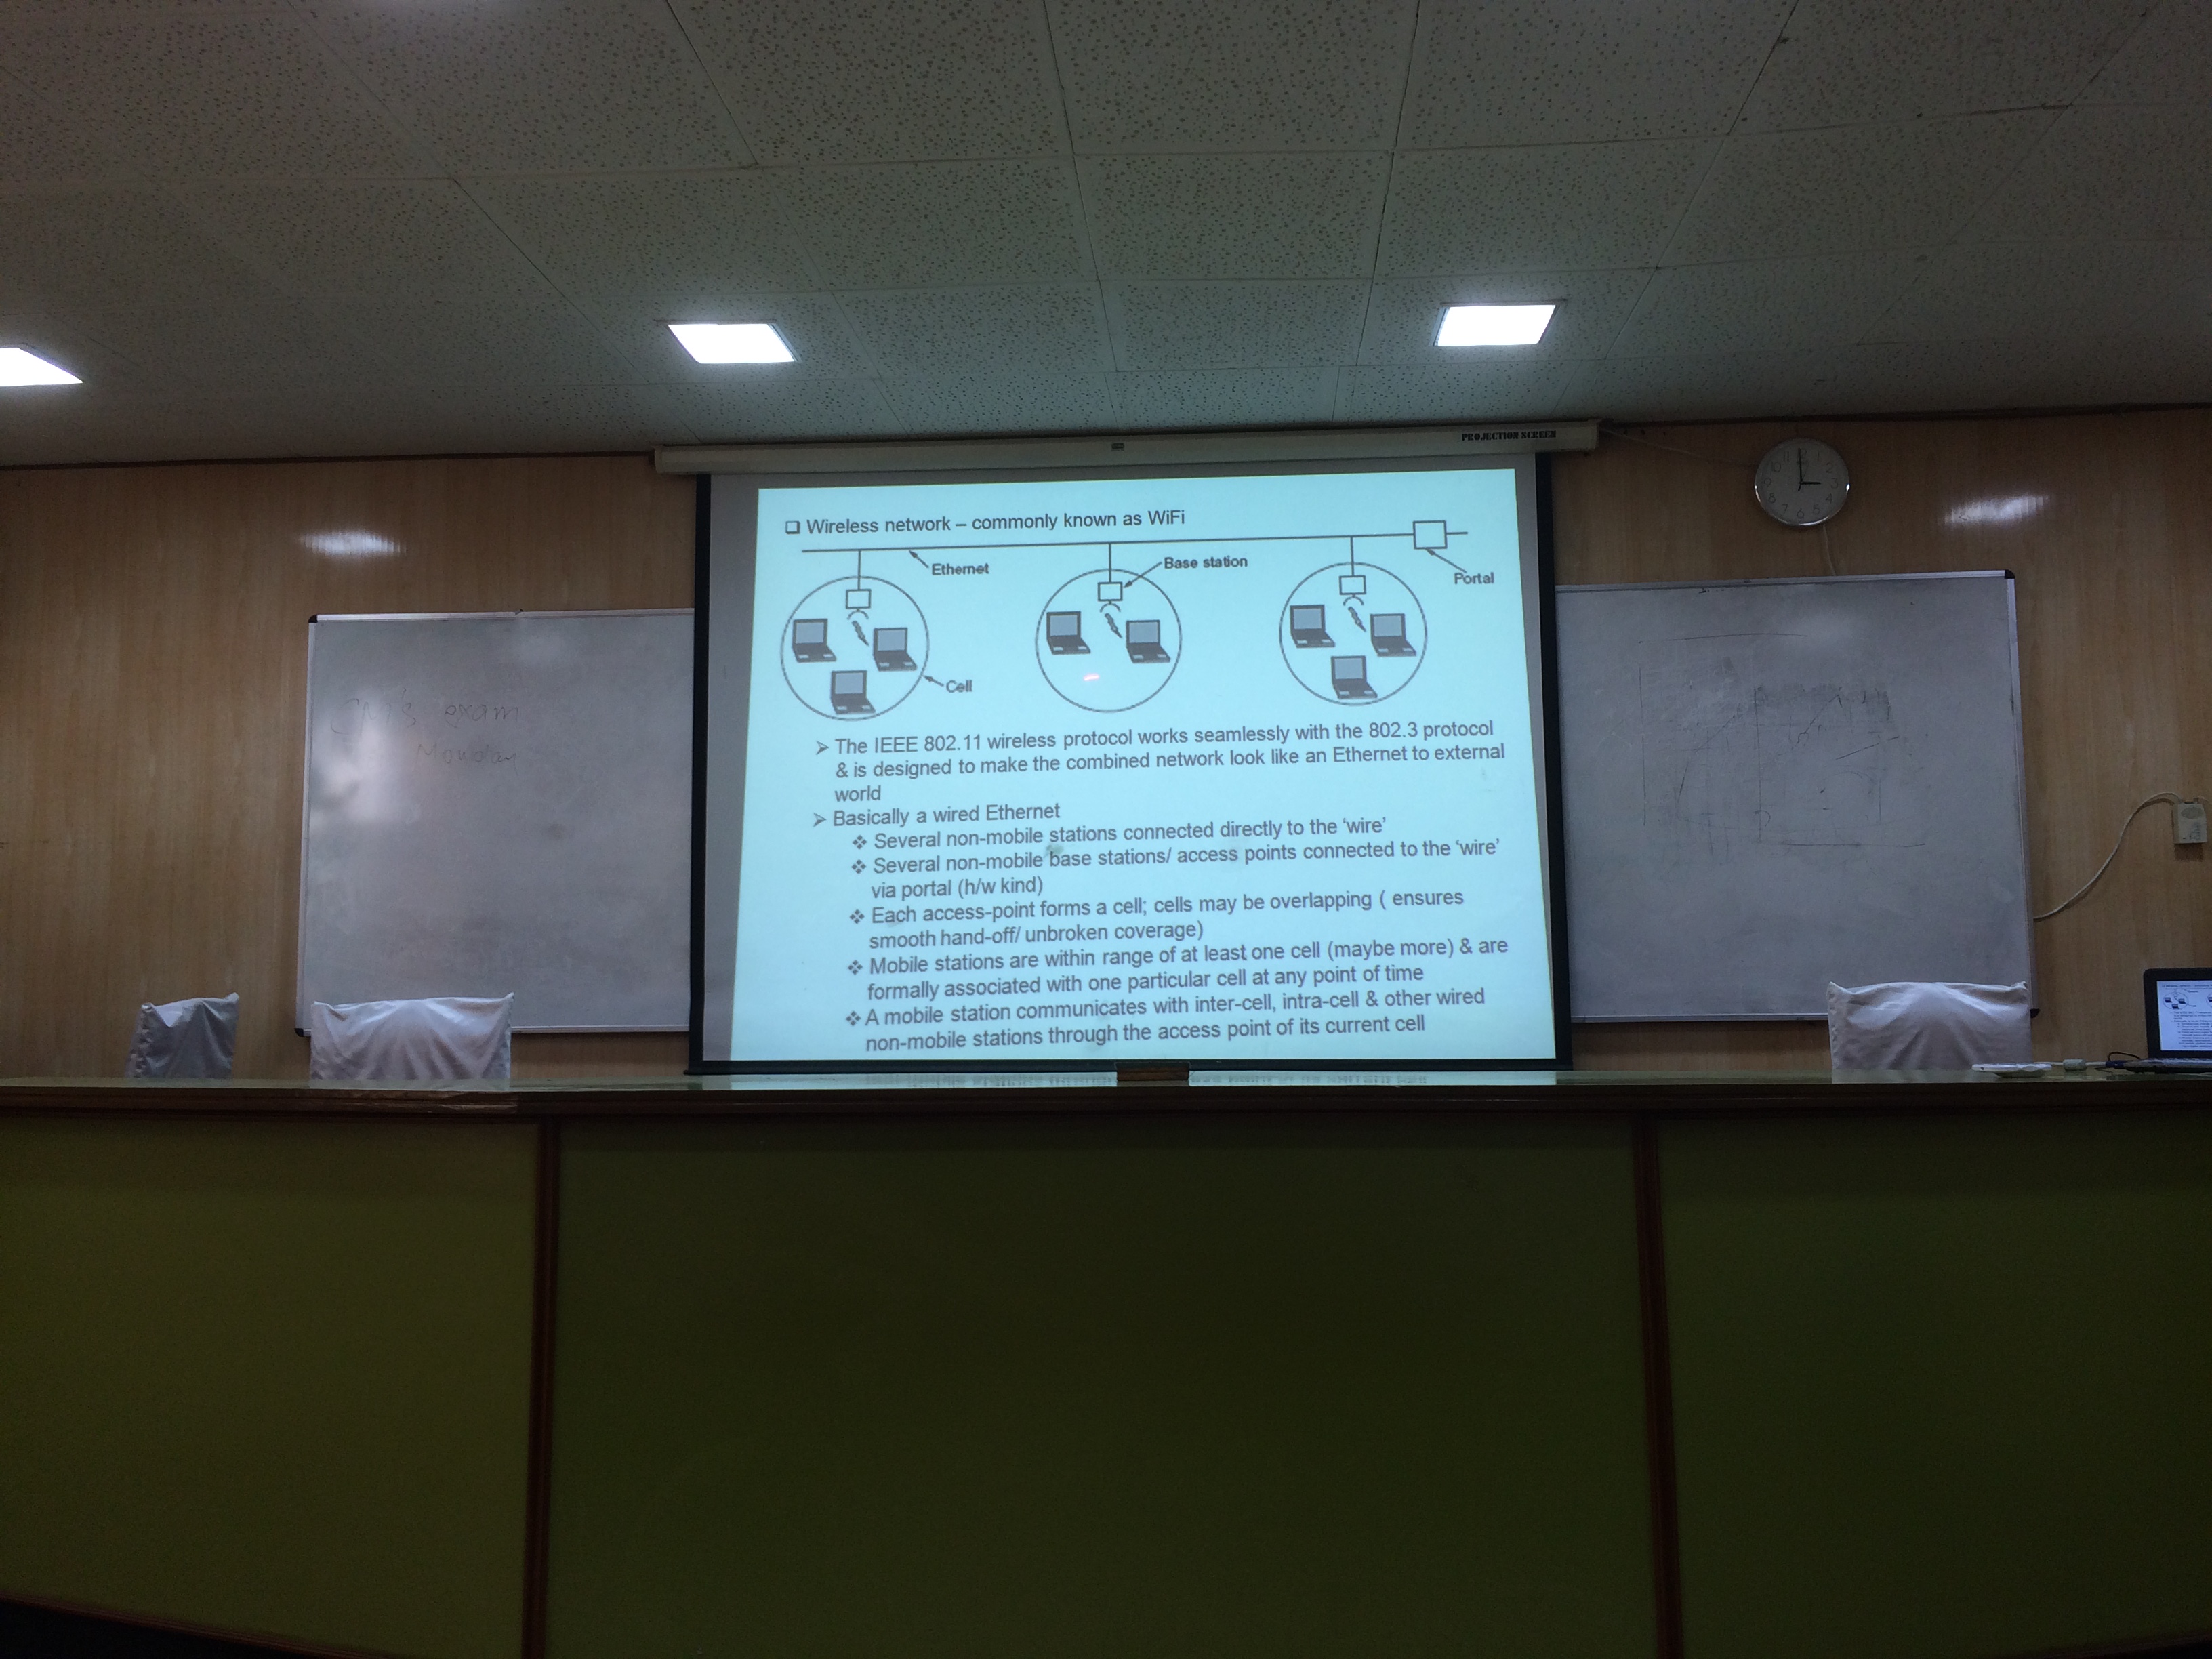 PROJECTION SCREEN
❑ Wireless network – commonly known as WiFi
Ethernet
Base station
Portal
Cell
➢ The IEEE 802.11 wireless protocol works seamlessly with the 802.3 protocol
& is designed to make the combined network look like an Ethernet to external
world
➢ Basically a wired Ethernet
❖ Several non-mobile stations connected directly to the ‘wire’
❖ Several non-mobile base stations/ access points connected to the ‘wire’
via portal (h/w kind)
❖ Each access-point forms a cell; cells may be overlapping ( ensures
smooth hand-off/ unbroken coverage)
❖ Mobile stations are within range of at least one cell (maybe more) & are
formally associated with one particular cell at any point of time
❖ A mobile station communicates with inter-cell, intra-cell & other wired
non-mobile stations through the access point of its current cell
exam
Monday